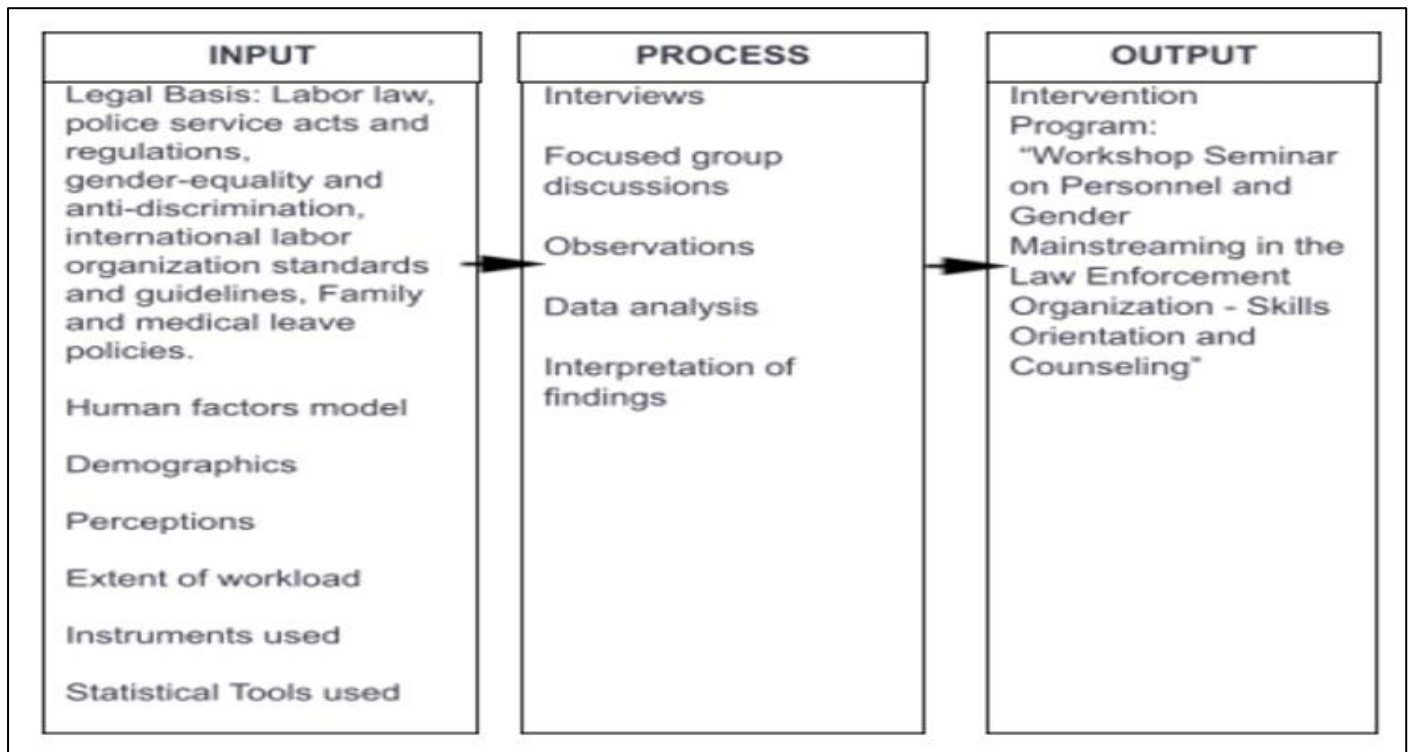 INPUT
Legal Basis: Labor law,
police service acts and
regulations,
gender-equality and
anti-discrimination,
international labor
organization standards
and guidelines, Family
and medical leave
policies.
Human factors model
Demographics
Perceptions
Extent of workload
Instruments used
Statistical Tools used
PROCESS
Interviews
Focused group
discussions
Observations
Data analysis
Interpretation of
findings
OUTPUT
Intervention
Program:
“Workshop Seminar
on Personnel and
Gender
Mainstreaming in the
Law Enforcement
Organization - Skills
Orientation and
Counseling”